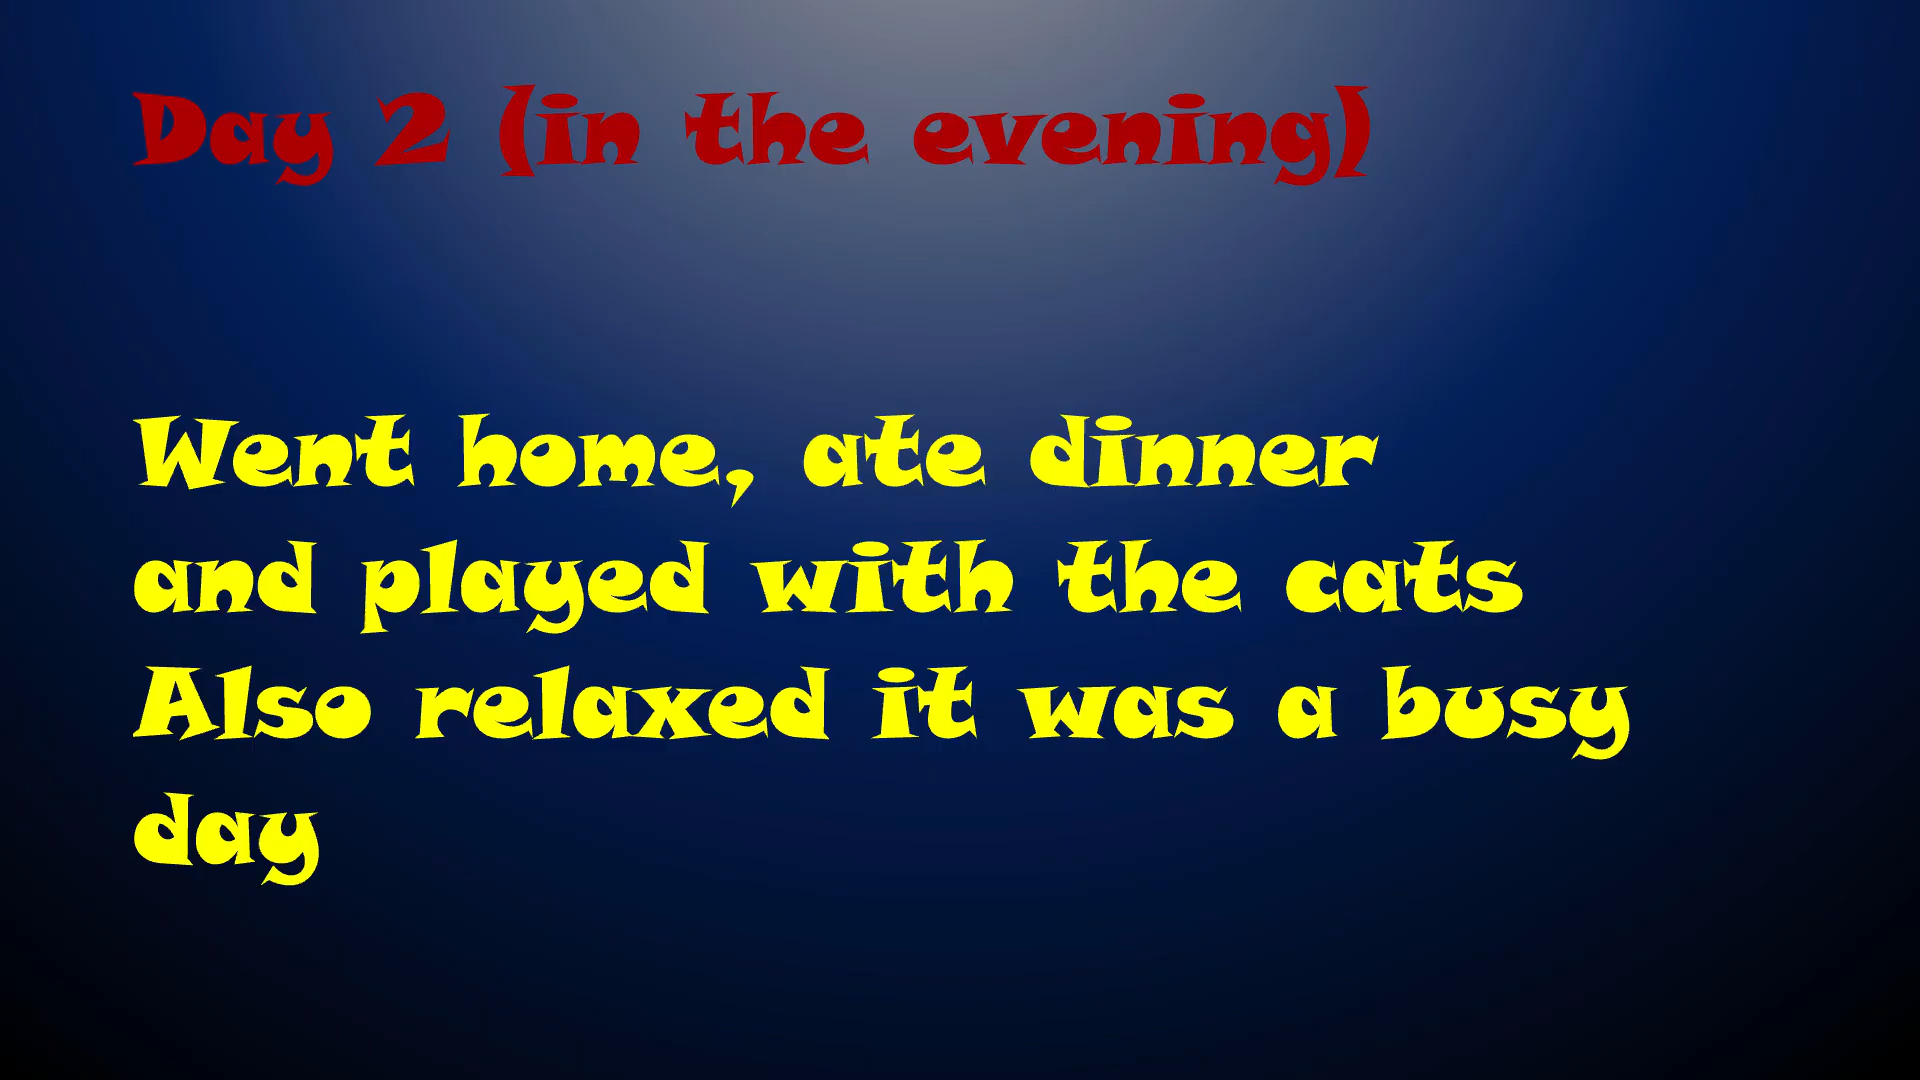 Day 2 (in the evening)
Went home, ate dinner
and played with the cats
Also relaxed it was a busy
day